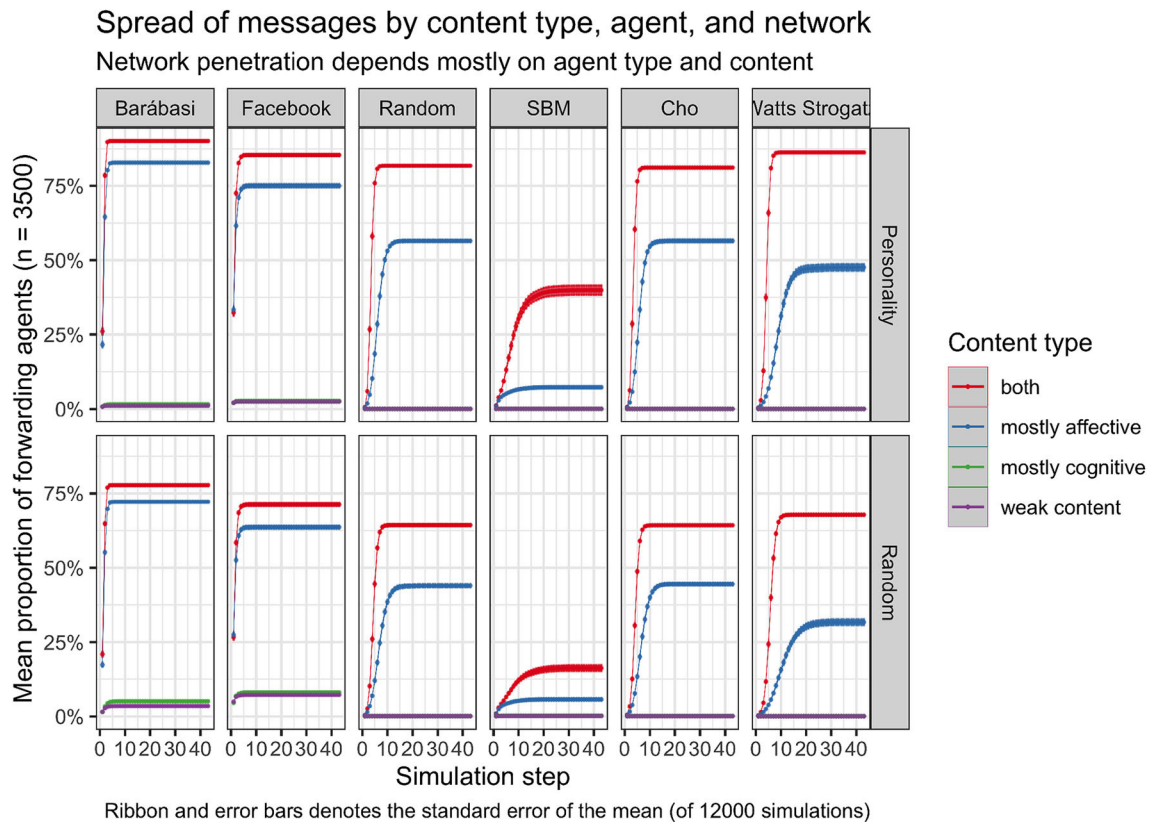 Spread of messages by content type, agent, and network
Network penetration depends mostly on agent type and content
Barábasi Facebook Random SBM Cho Watts Strogatz
Mean proportion of forwarding agents (n = 3500)
75%
50%
25%
0%
Personality
75%
50%
25%
0%
Random
0 10 20 30 40 0 10 20 30 40 0 10 20 30 40 0 10 20 30 40 0 10 20 30 40 0 10 20 30 40
Simulation step
Ribbon and error bars denotes the standard error of the mean (of 12000 simulations)
Content type
both
mostly affective
mostly cognitive
weak content